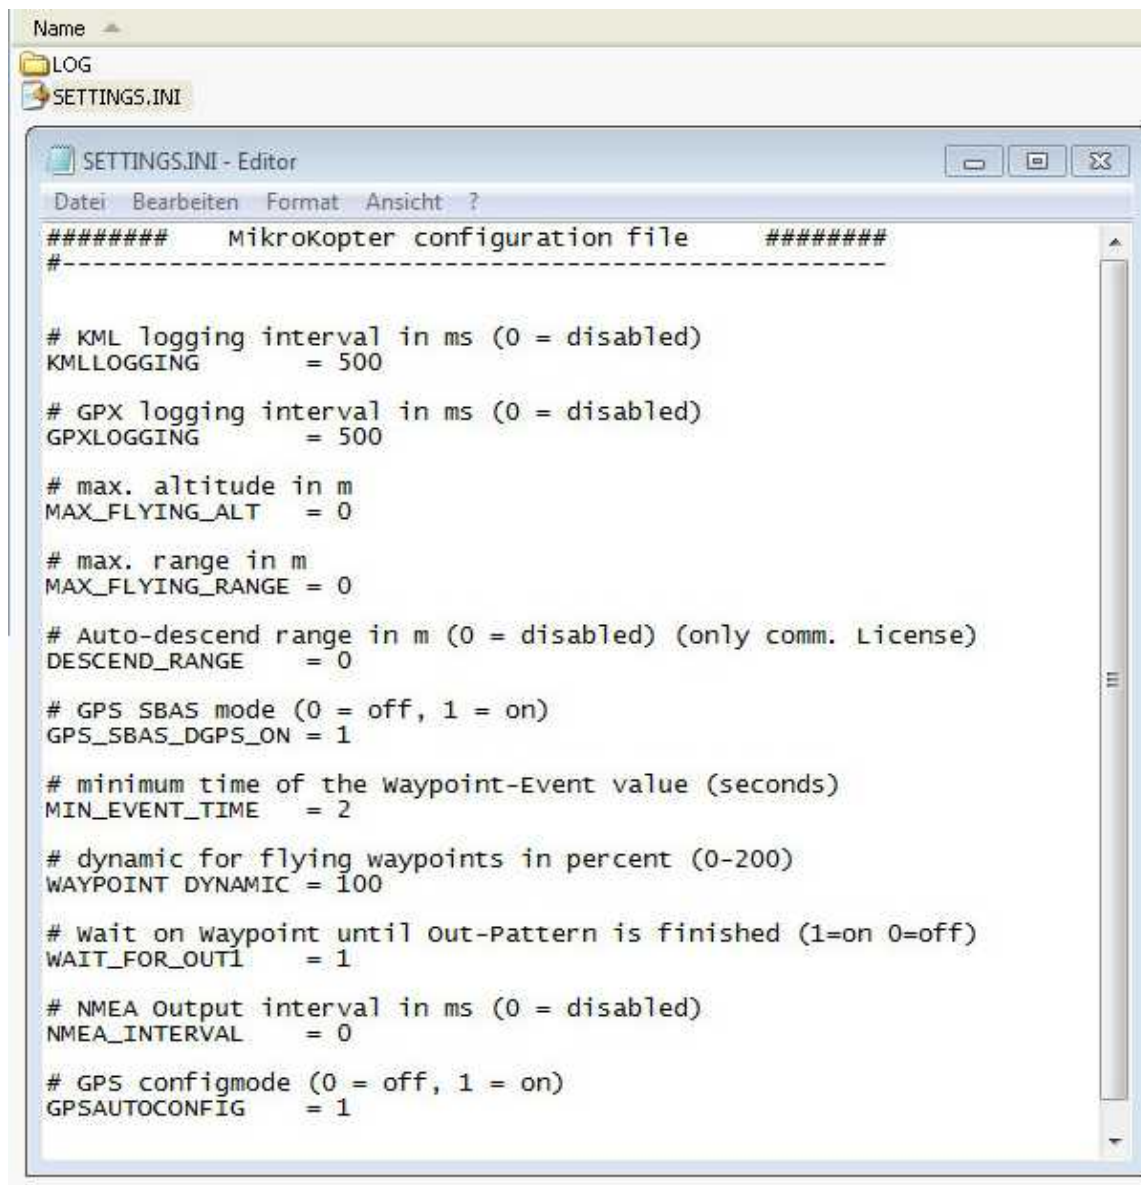 Name
LOG
SETTINGS.INI
SETTINGS.INI - Editor
Datei Bearbeiten Format Ansicht ?
######## MikroKopter configuration file ########
#------------------------------------------------------
# KML logging interval in ms (0 = disabled)
KMLLOGGING = 500
# GPX logging interval in ms (0 = disabled)
GPXLOGGING = 500
# max. altitude in m
MAX_FLYING_ALT = 0
# max. range in m
MAX_FLYING_RANGE = 0
# Auto-descend range in m (0 = disabled) (only comm. License)
DESCEND_RANGE = 0
# GPS SBAS mode (0 = off, 1 = on)
GPS_SBAS_DGPS_ON = 1
# minimum time of the Waypoint-Event value (seconds)
MIN_EVENT_TIME = 2
# dynamic for flying waypoints in percent (0-200)
WAYPOINT DYNAMIC = 100
# Wait on Waypoint until Out-Pattern is finished (1=on 0=off)
WAIT_FOR_OUT1 = 1
# NMEA Output interval in ms (0 = disabled)
NMEA_INTERVAL = 0
# GPS configmode (0 = off, 1 = on)
GPSAUTOCONFIG = 1